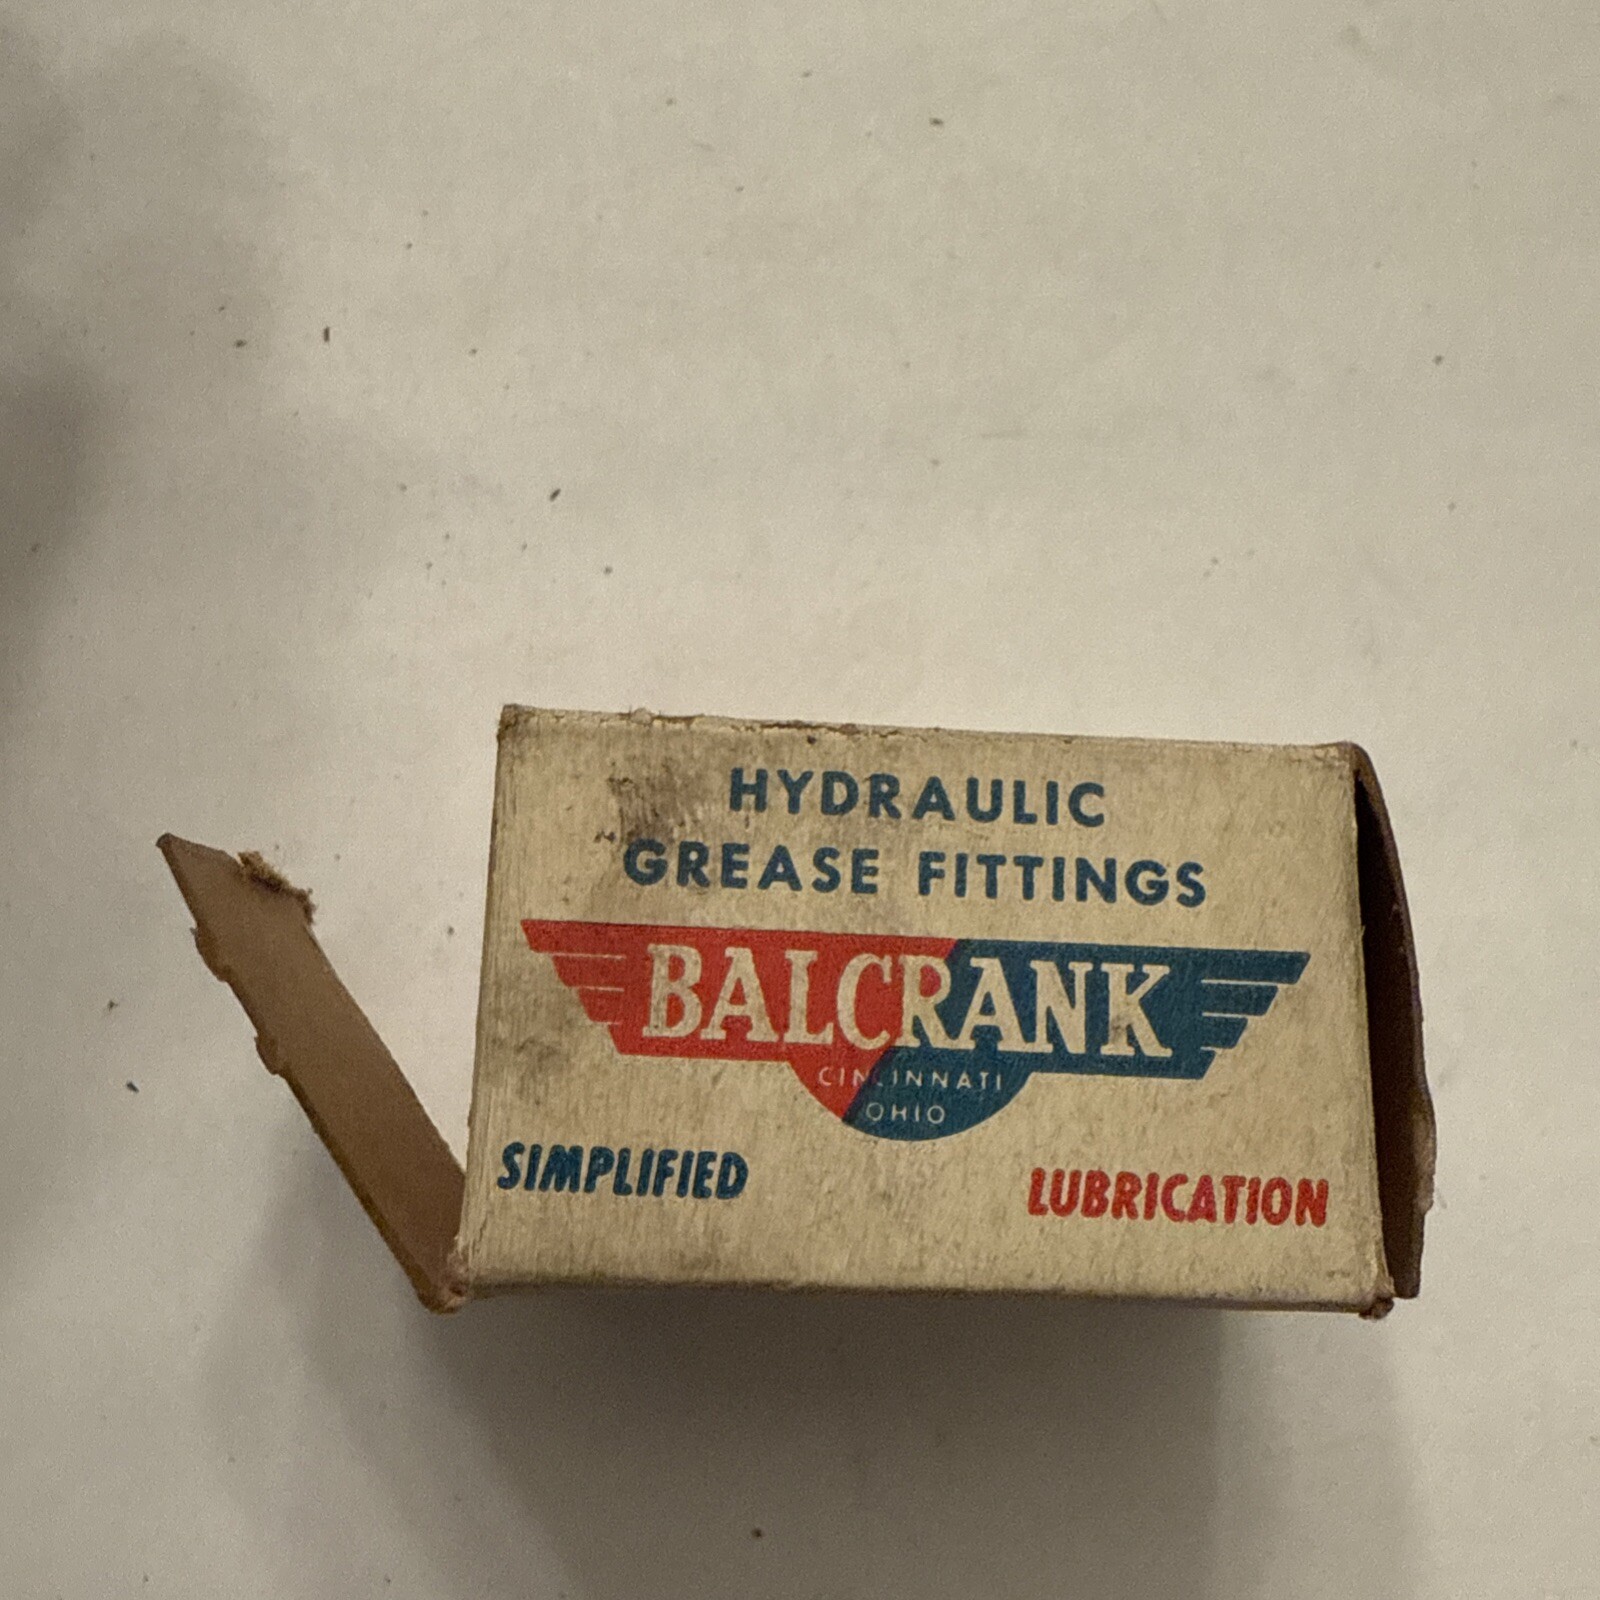 HYDRAULIC
GREASE FITTINGS
BALCRANK
CINCINNATI
OHIO
SIMPLIFIED LUBRICATION